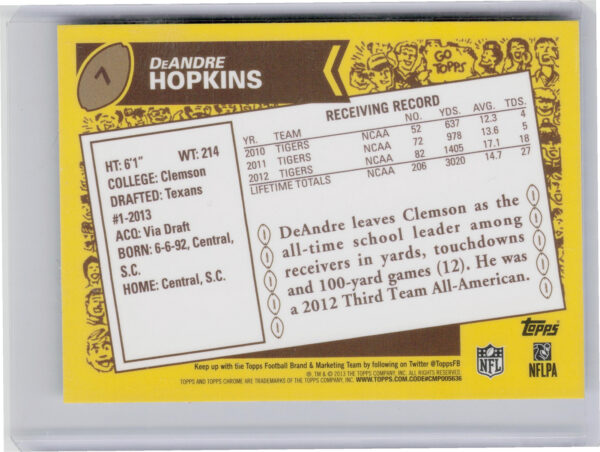 7
DeAndre
HOPKINS
GO
TOPPS
RECEIVING RECORD
YR. TEAM NO. YDS. AVG. TDS.
2010 TIGERS NCAA 52 637 12.3 4
2011 TIGERS NCAA 72 978 13.6 5
2012 TIGERS NCAA 82 1405 17.1 18
LIFETIME TOTALS 206 3020 14.7 27
HT: 6'1" WT: 214
COLLEGE: Clemson
DRAFTED: Texans
#1-2013
ACQ: Via Draft
BORN: 6-6-92, Central,
S.C.
HOME: Central, S.C.
DeAndre leaves Clemson as the
all-time school leader among
receivers in yards, touchdowns
and 100-yard games (12). He was
a 2012 Third Team All-American.
Topps
Keep up with the Topps Football Brand & Marketing Team by following on Twitter @ToppsFB
®, TM & © 2013 THE TOPPS COMPANY, INC. ALL RIGHTS RESERVED.
TOPPS AND TOPPS CHROME ARE TRADEMARKS OF THE TOPPS COMPANY, INC. WWW.TOPPS.COM.CODE#CMP005636
NFL
NFLPA